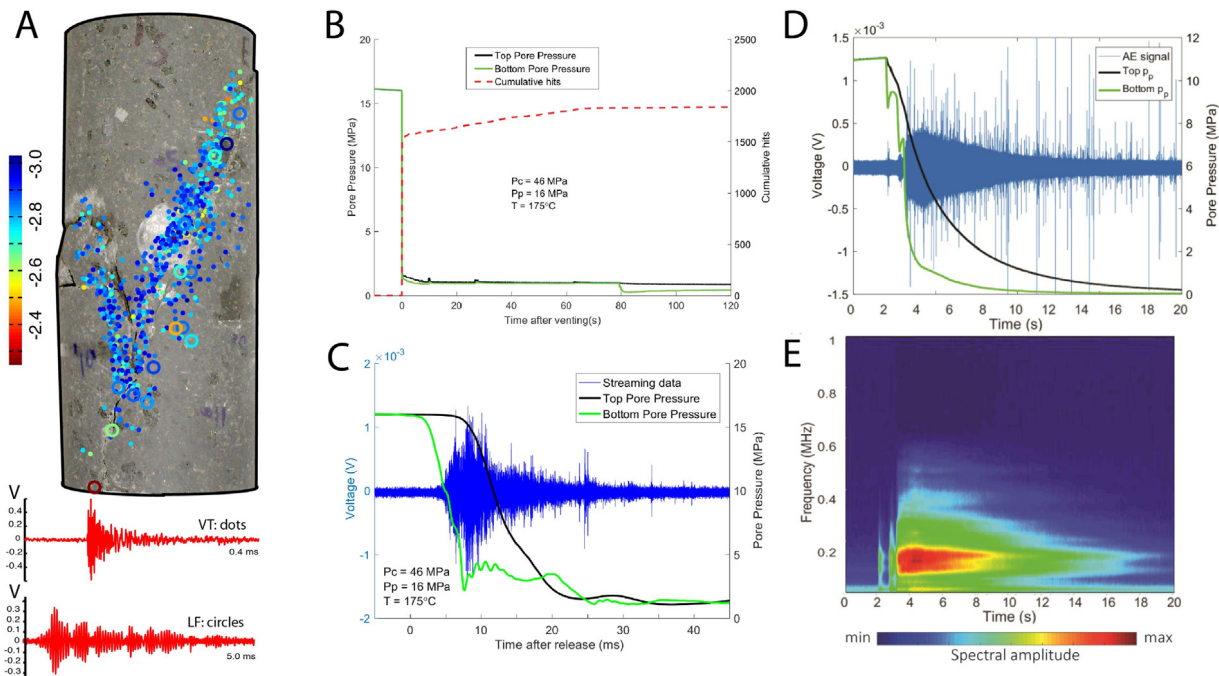 A
-3.0
-2.8
-2.6
-2.4
V
0.4
0.2
0
-0.2
-0.4
VT: dots
0.4 ms
V
0.3
0.2
0.1
0
-0.1
-0.2
-0.3
LF: circles
5.0 ms
B
20
15
10
5
0
Pore Pressure (MPa)
Top Pore Pressure
Bottom Pore Pressure
Cumulative hits
Pc = 46 MPa
Pp = 16 MPa
T = 175°C
2500
2000
1500
1000
500
0
Cumulative hits
0 20 40 60 80 100 120
Time after venting(s)
C
×10⁻³
2
1
0
-1
-2
Voltage (V)
Streaming data
Top Pore Pressure
Bottom Pore Pressure
Pc = 46 MPa
Pp = 16 MPa
T = 175°C
20
15
10
5
0
Pore Pressure (MPa)
0 10 20 30 40
Time after release (ms)
D
×10⁻³
1.5
1
0.5
0
-0.5
-1
-1.5
Voltage (V)
AE signal
Top pₚ
Bottom pₚ
12
10
8
6
4
2
0
Pore Pressure (MPa)
0 5 10 12 14 16 18 20
Time (s)
E
1
0.8
0.6
0.4
0.2
Frequency (MHz)
0 2 4 6 8 10 12 14 16 18 20
Time (s)
min max
Spectral amplitude